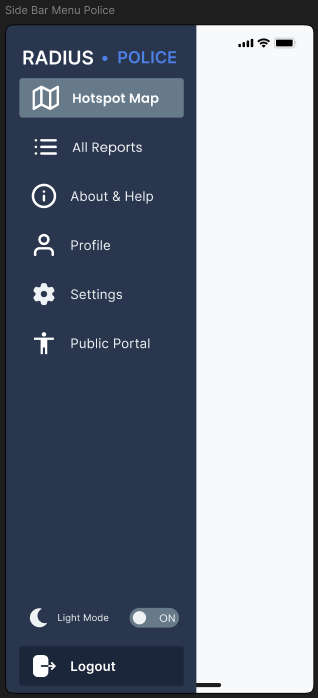 Side Bar Menu Police
RADIUS • POLICE
Hotspot Map
All Reports
About & Help
Profile
Settings
Public Portal
Light Mode ON
Logout